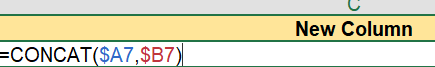 C
New Column
=CONCAT($A7,$B7)